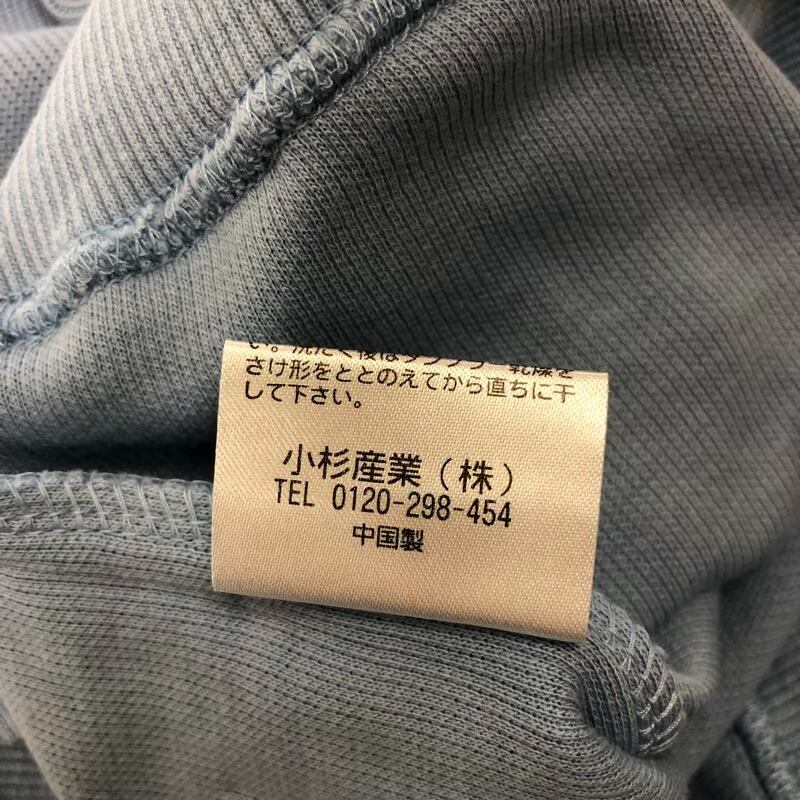 い。洗たく後はタンブラー乾燥を
さけ形をととのえてから直ちに干
して下さい。
小杉産業(株)
TEL 0120-298-454
中国製